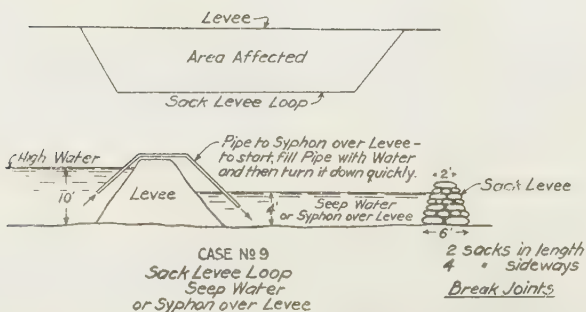 Levee
Area Affected
Sack Levee Loop
High Water
Pipe to Syphon over Levee-
to start, fill Pipe with Water
and then turn it down quickly.
10'
Levee
4'
Seep Water
or Syphon over Levee
2'
Sack Levee
6'
CASE No 9
Sack Levee Loop
Seep Water
or Syphon over Levee
2 sacks in length
4 " sideways
Break Joints